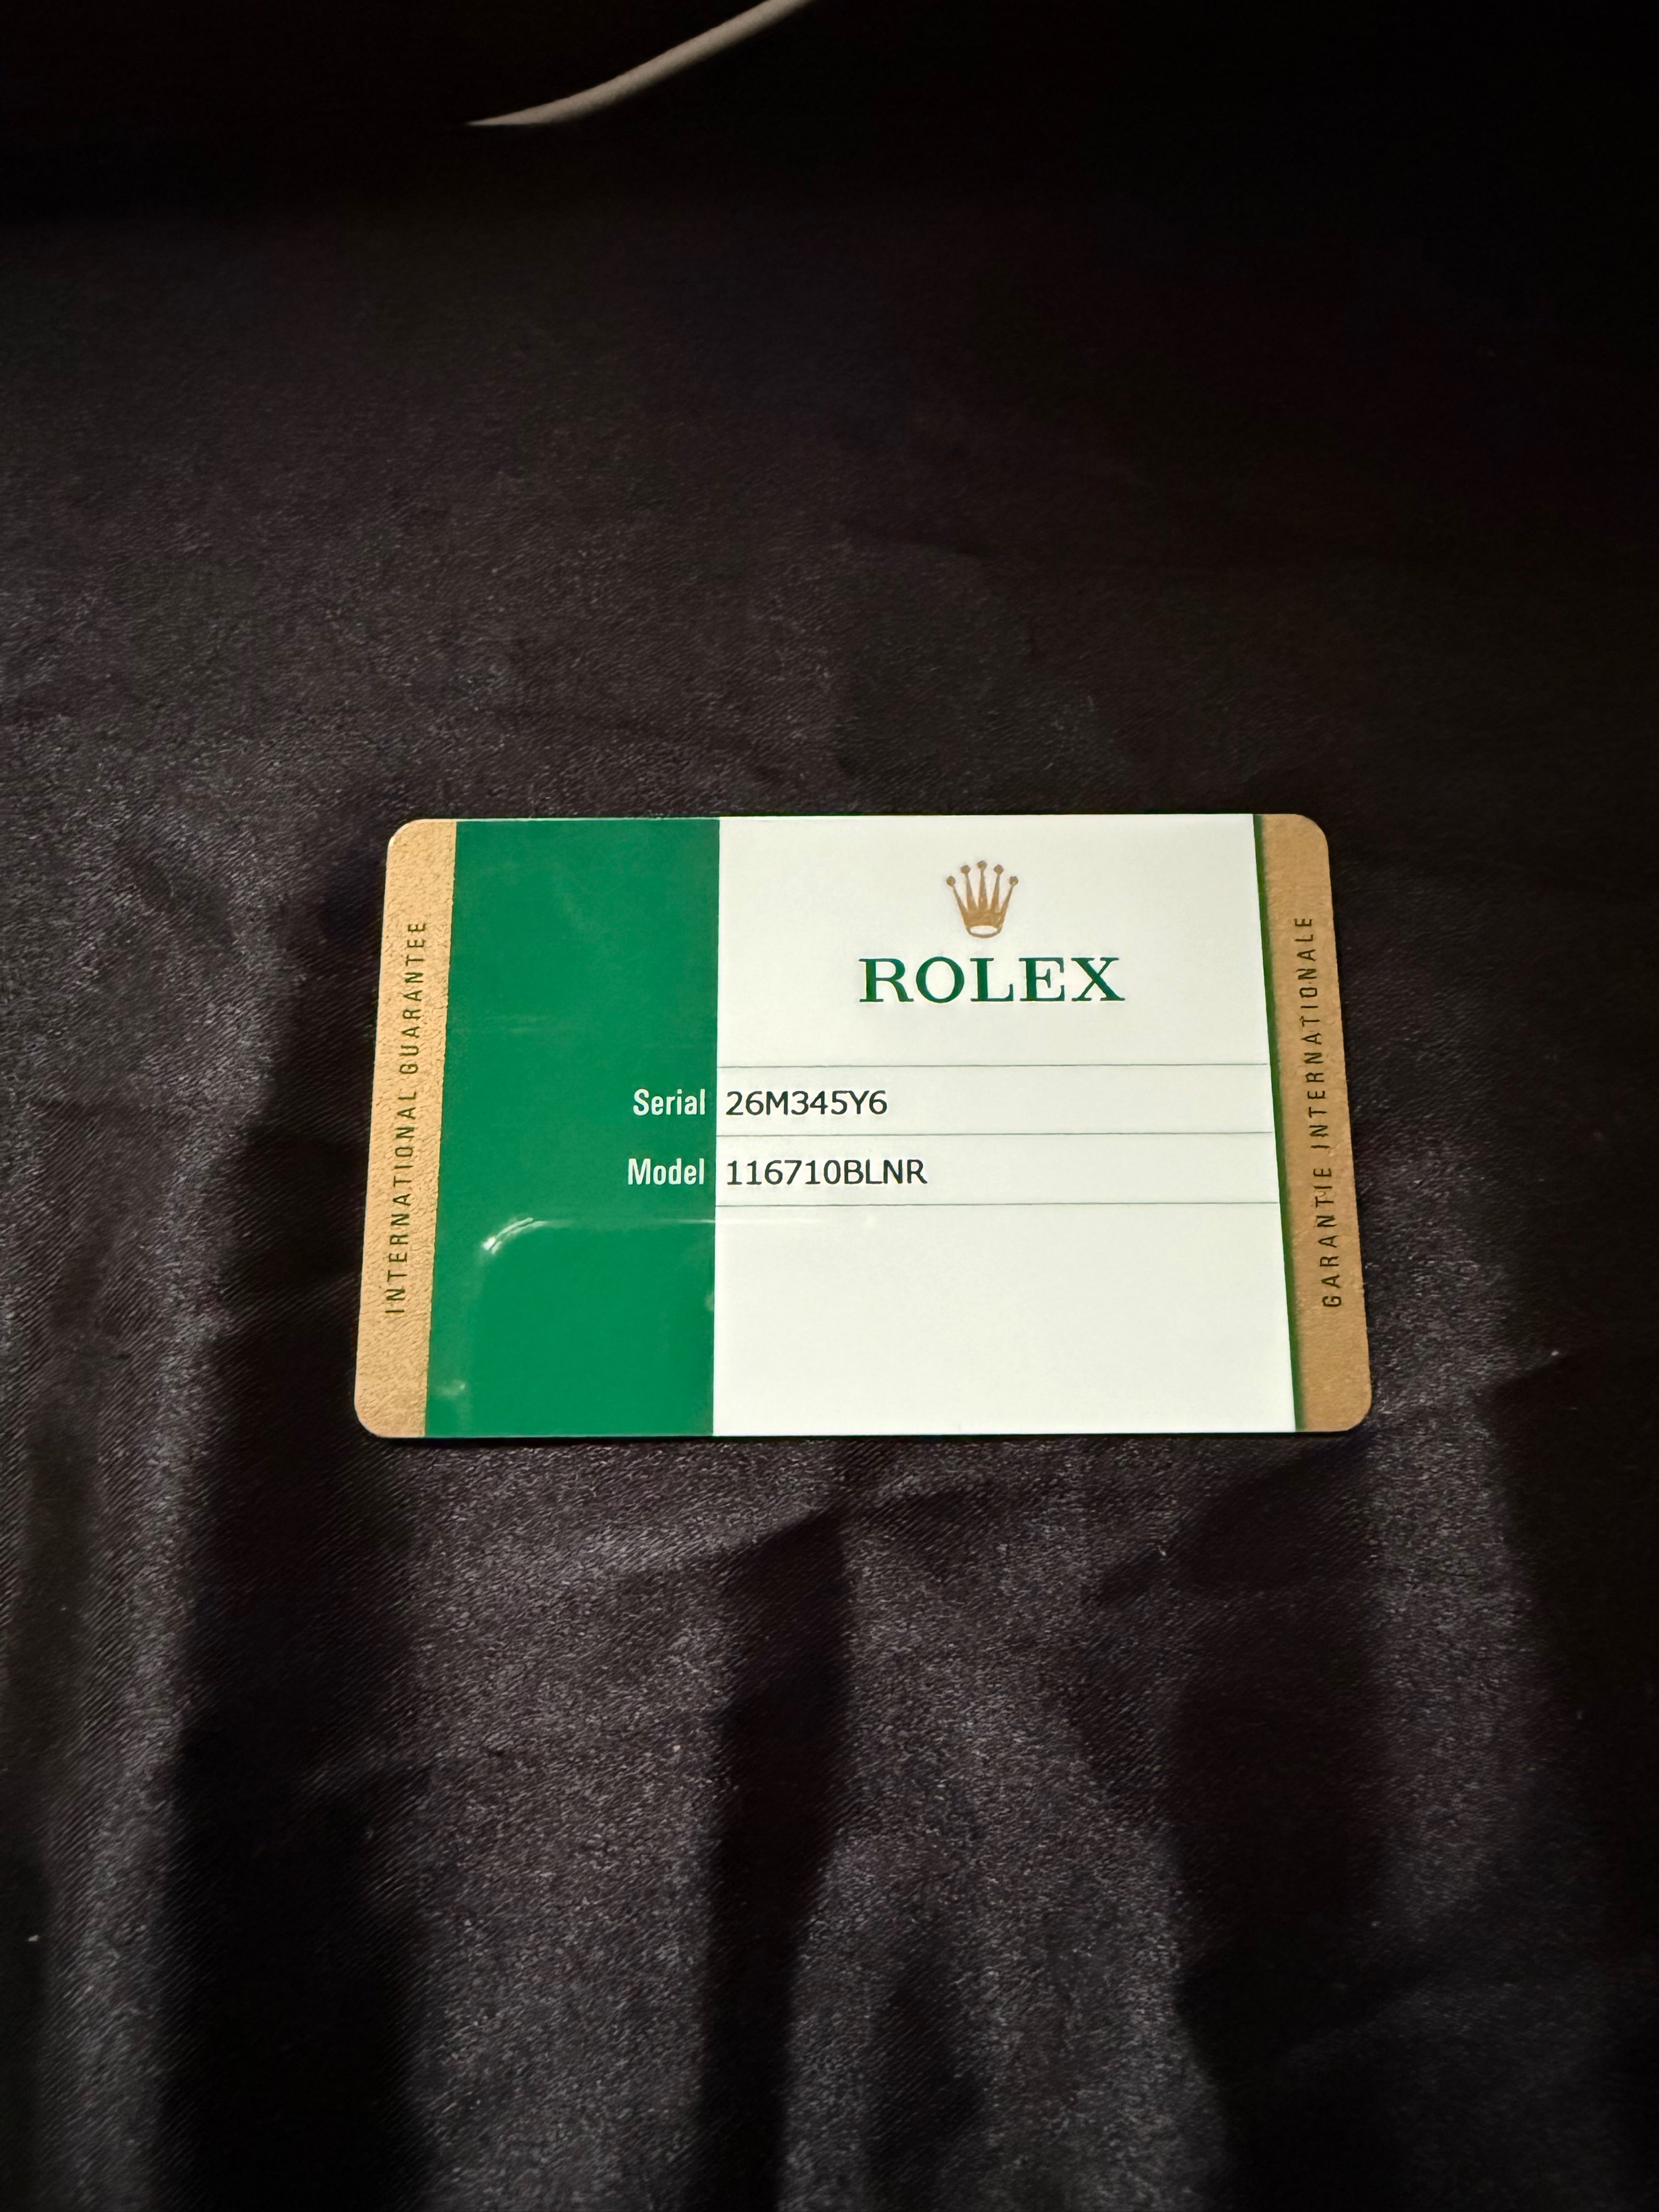 INTERNATIONAL GUARANTEE
ROLEX
Serial 26M345Y6
Model 116710BLNR
GARANTIE INTERNATIONALE